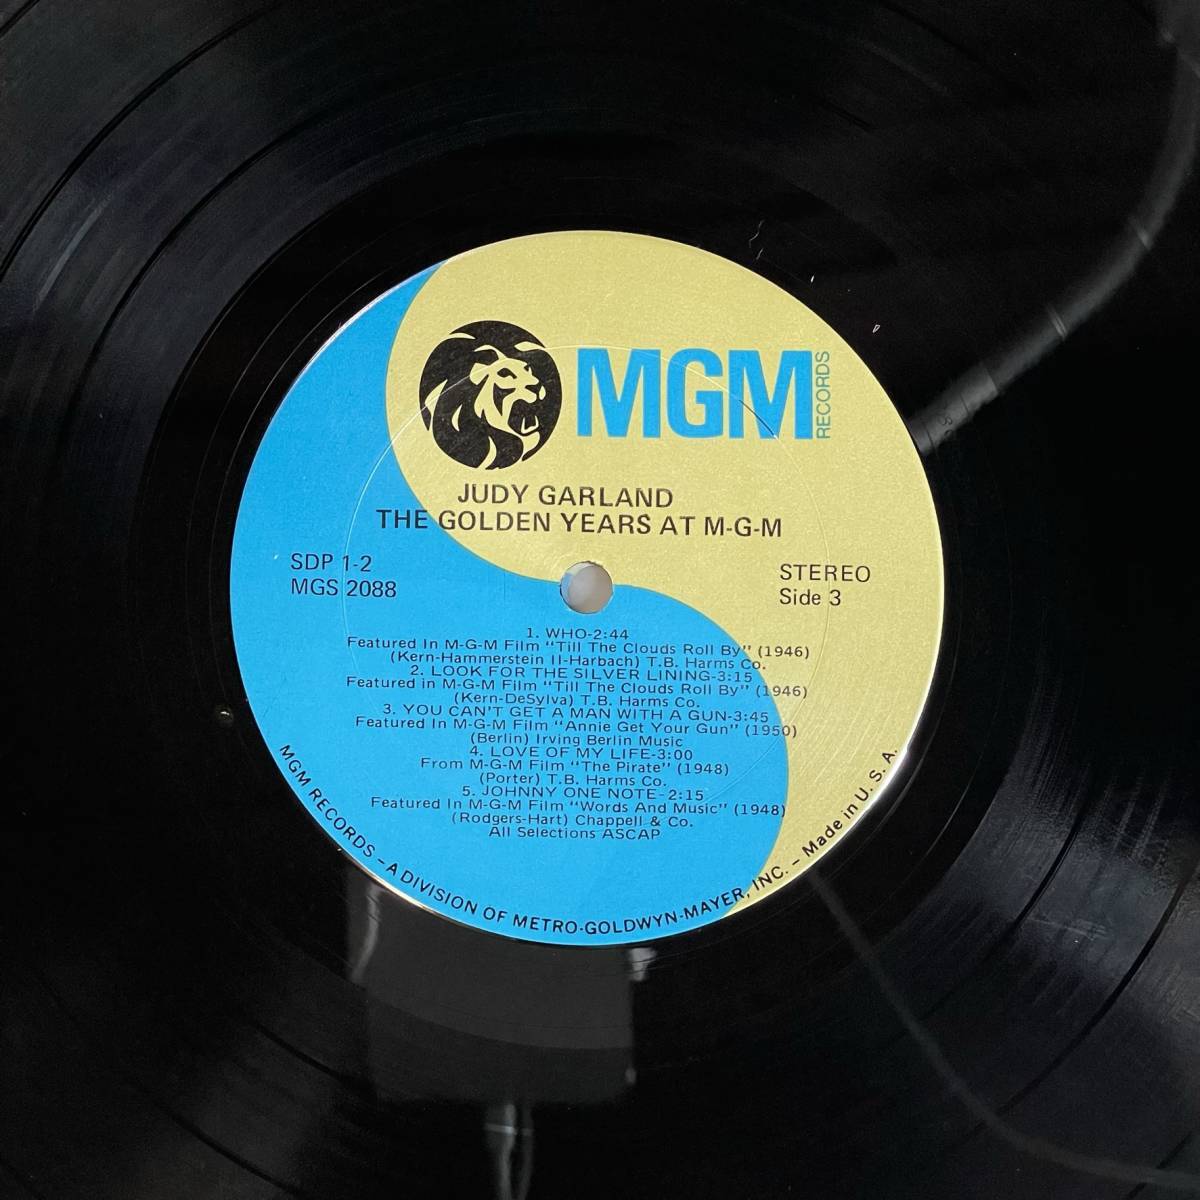 MGM RECORDS
JUDY GARLAND
THE GOLDEN YEARS AT M-G-M
SDP 1-2
MGS 2088
STEREO
Side 3
1. WHO-2:44
Featured In M-G-M Film "Till The Clouds Roll By" (1946)
(Kern-Hammerstein II-Harbach) T.B. Harms Co.
2. LOOK FOR THE SILVER LINING-3:15
Featured in M-G-M Film "Till The Clouds Roll By" (1946)
(Kern-DeSylva) T.B. Harms Co.
3. YOU CAN'T GET A MAN WITH A GUN-3:45
Featured In M-G-M Film "Annie Get Your Gun" (1950)
(Berlin) Irving Berlin Music
4. LOVE OF MY LIFE-3:00
From M-G-M Film "The Pirate" (1948)
(Porter) T.B. Harms Co.
5. JOHNNY ONE NOTE-2:15
Featured In M-G-M Film "Words And Music" (1948)
(Rodgers-Hart) Chappell & Co.
All Selections ASCAP
MGM RECORDS – A DIVISION OF METRO-GOLDWYN-MAYER, INC. – Made in U. S. A.